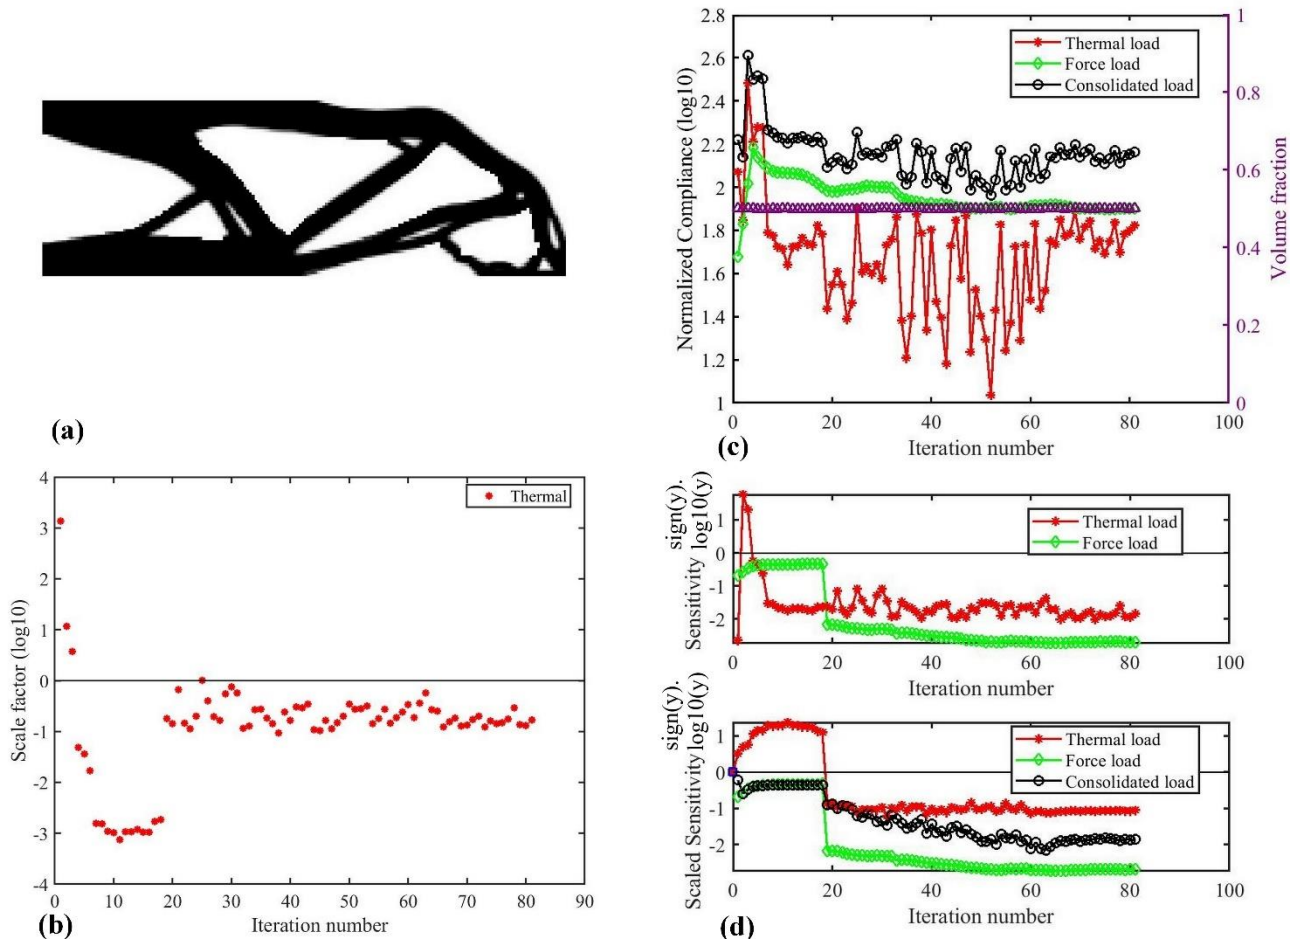 (a)
2.8
2.6
2.4
2.2
2
1.8
1.6
1.4
1.2
1
Normalized Compliance (log10)
Thermal load
Force load
Consolidated load
1
0.8
0.6
0.4
0.2
0
Volume fraction
0 20 40 60 80 100
Iteration number
(c)
4
3
2
1
0
-1
-2
-3
-4
Scale factor (log10)
Thermal
0 10 20 30 40 50 60 70 80 90
Iteration number
(b)
sign(y).
Sensitivity log10(y)
1
0
-1
-2
Thermal load
Force load
0 20 40 60 80 100
Iteration number
sign(y).
Scaled Sensitivity log10(y)
1
0
-1
-2
Thermal load
Force load
Consolidated load
0 20 40 60 80 100
Iteration number
(d)